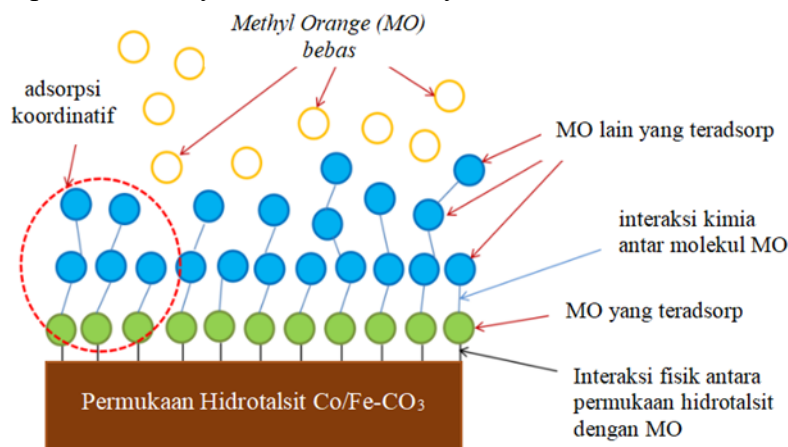 Methyl Orange (MO)
bebas
adsorpsi
koordinatif
MO lain yang teradsorp
interaksi kimia
antar molekul MO
MO yang teradsorp
Interaksi fisik antara
permukaan hidrotalsit
dengan MO
Permukaan Hidrotalsit Co/Fe-CO₃